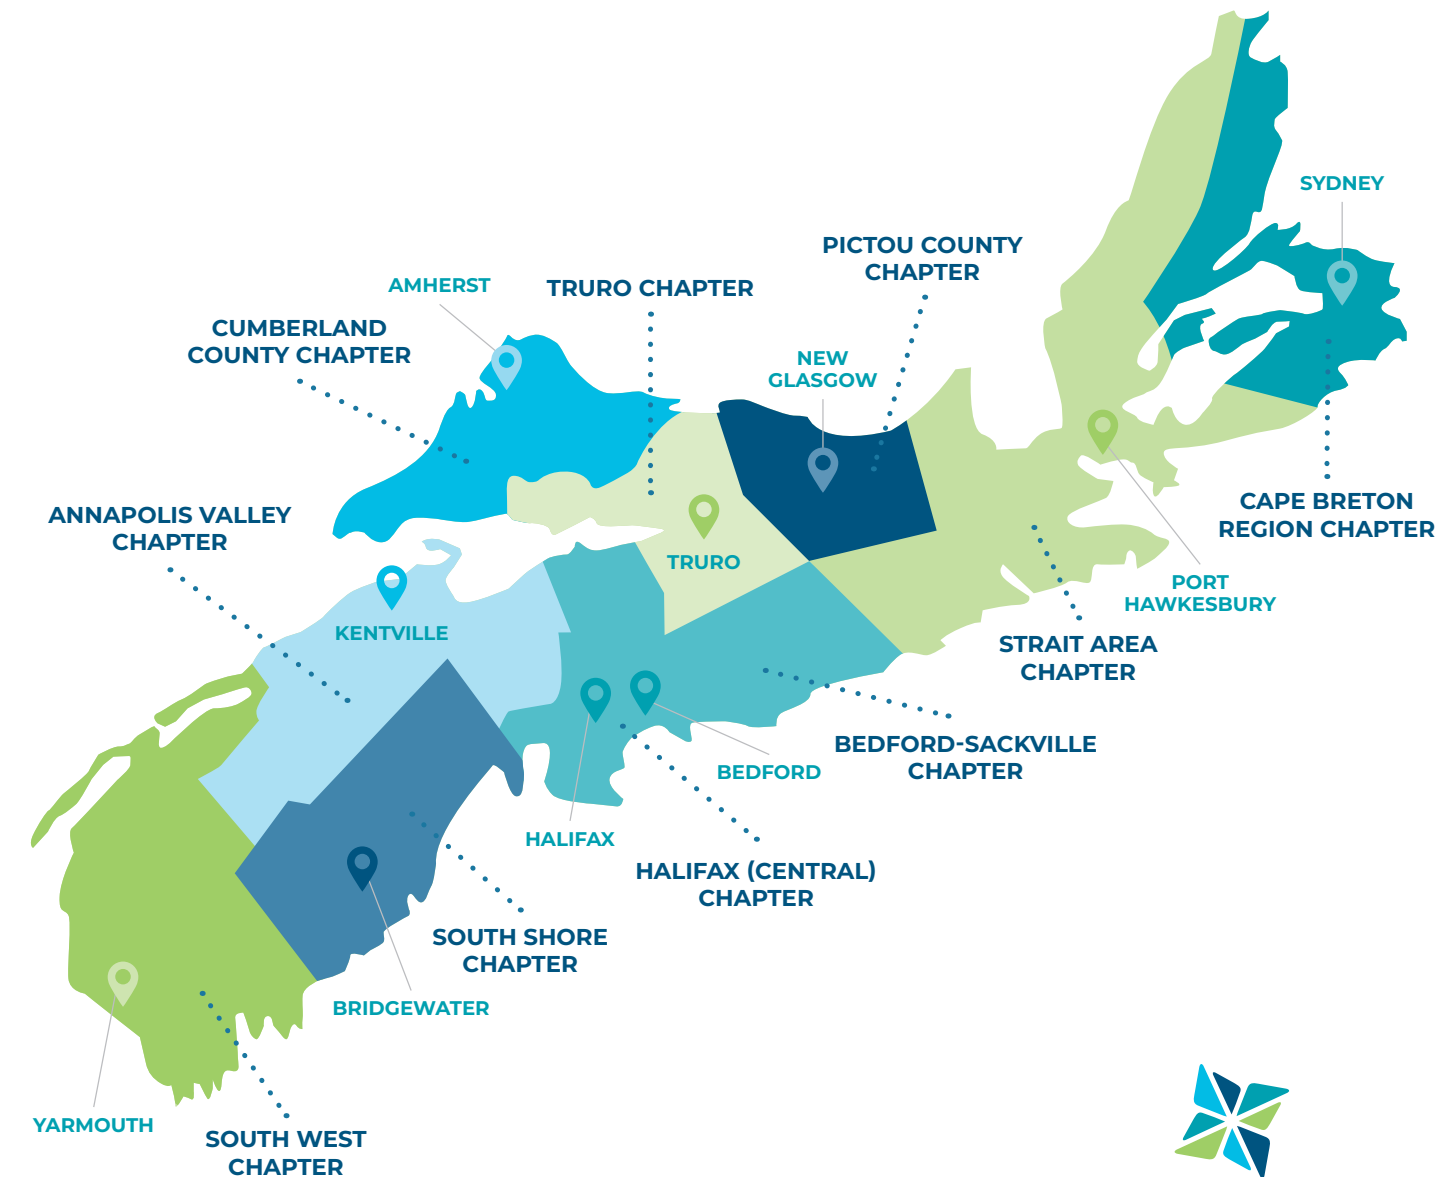 SYDNEY
PICTOU COUNTY
CHAPTER
AMHERST
TRURO CHAPTER
CUMBERLAND
COUNTY CHAPTER
NEW
GLASGOW
ANNAPOLIS VALLEY
CHAPTER
CAPE BRETON
REGION CHAPTER
TRURO
PORT
HAWKESBURY
KENTVILLE
STRAIT AREA
CHAPTER
BEDFORD-SACKVILLE
CHAPTER
BEDFORD
HALIFAX
HALIFAX (CENTRAL)
CHAPTER
SOUTH SHORE
CHAPTER
BRIDGEWATER
YARMOUTH
SOUTH WEST
CHAPTER